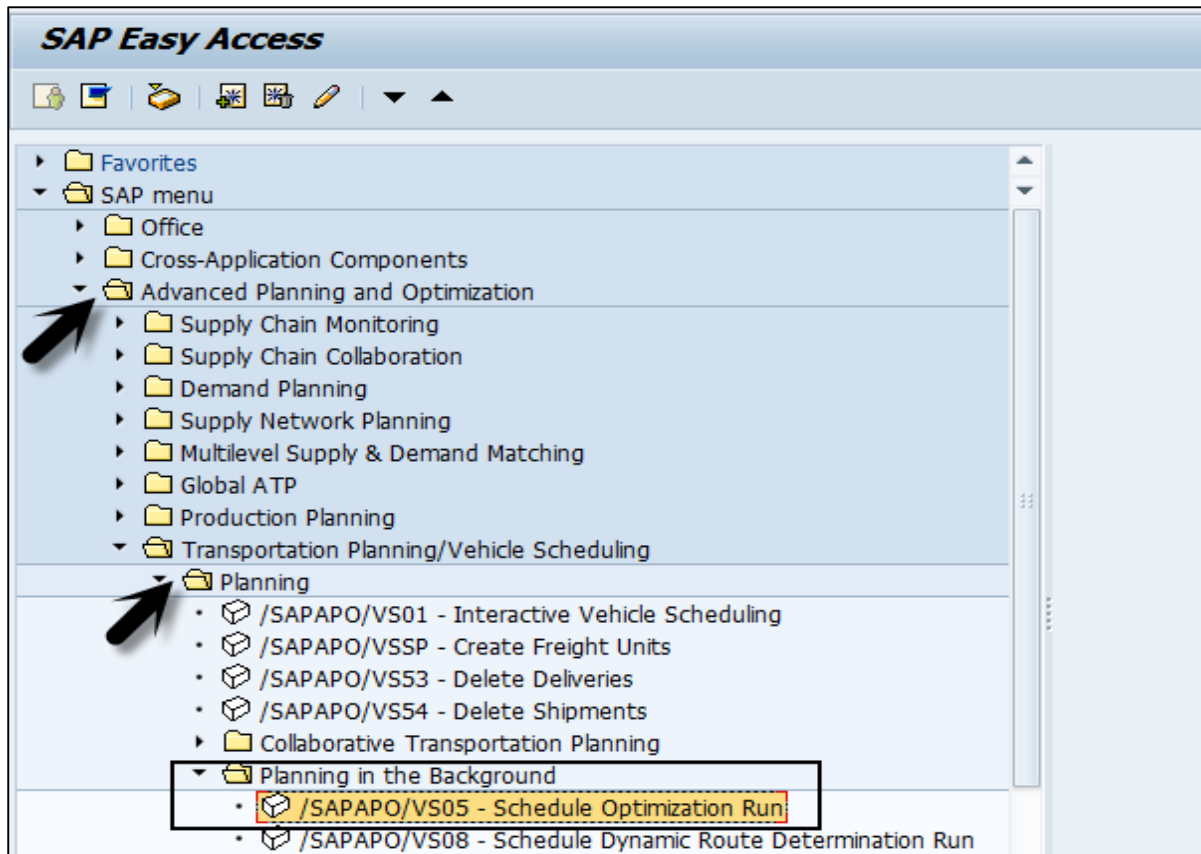 SAP Easy Access
Favorites
SAP menu
Office
Cross-Application Components
Advanced Planning and Optimization
Supply Chain Monitoring
Supply Chain Collaboration
Demand Planning
Supply Network Planning
Multilevel Supply & Demand Matching
Global ATP
Production Planning
Transportation Planning/Vehicle Scheduling
Planning
/SAPAPO/VS01 - Interactive Vehicle Scheduling
/SAPAPO/VSSP - Create Freight Units
/SAPAPO/VS53 - Delete Deliveries
/SAPAPO/VS54 - Delete Shipments
Collaborative Transportation Planning
Planning in the Background
/SAPAPO/VS05 - Schedule Optimization Run
/SAPAPO/VS08 - Schedule Dynamic Route Determination Run